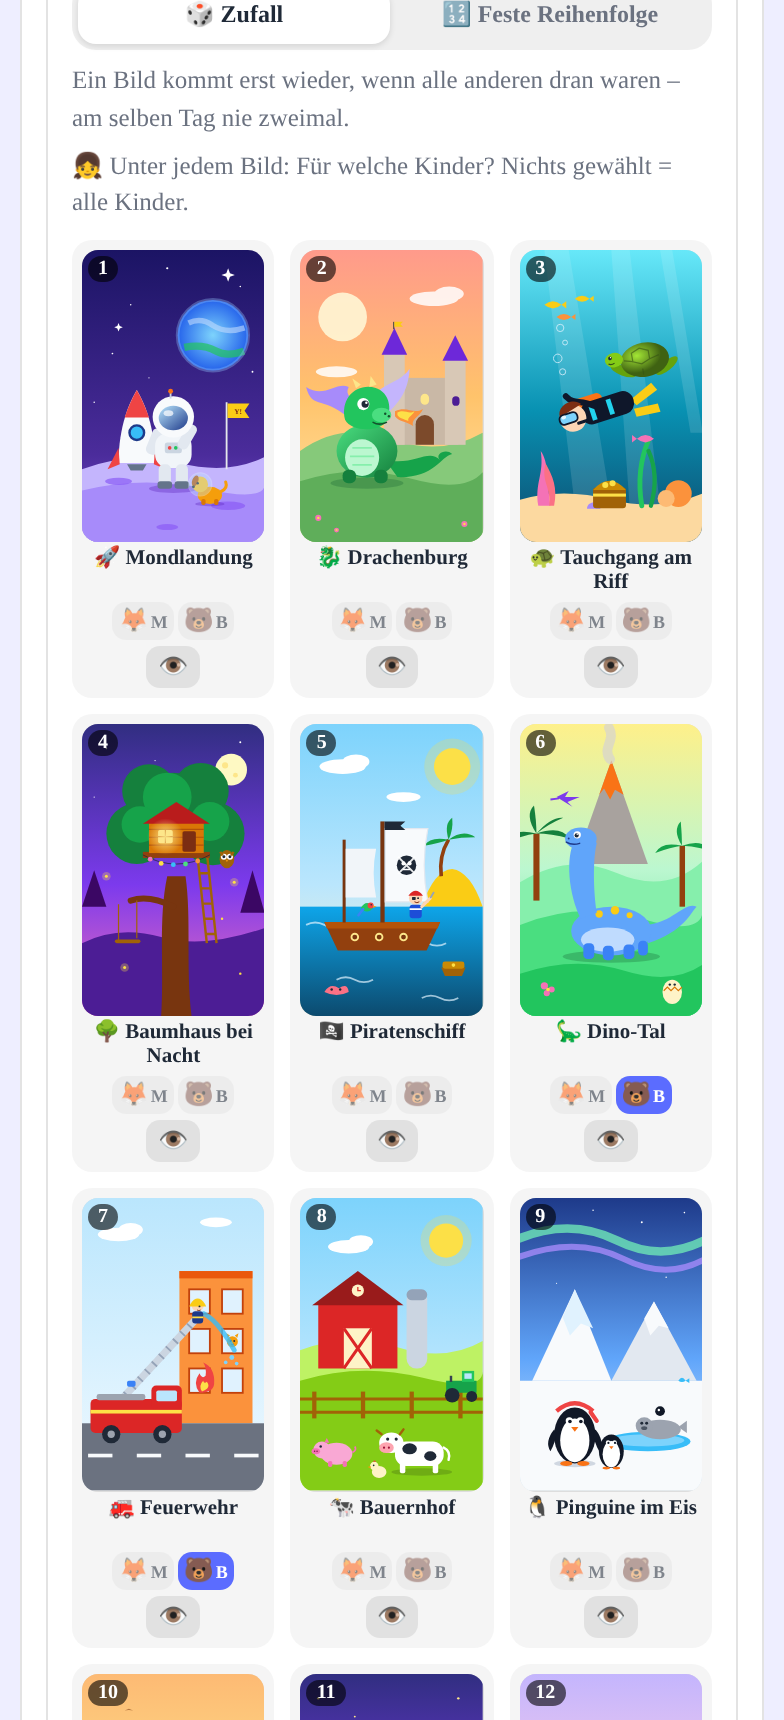 🎲 Zufall
🔢 Feste Reihenfolge
Ein Bild kommt erst wieder, wenn alle anderen dran waren –
am selben Tag nie zweimal.
👧 Unter jedem Bild: Für welche Kinder? Nichts gewählt =
alle Kinder.
1
Y!
🚀 Mondlandung
🦊 M 🐻 B
👁️
2
🐉 Drachenburg
🦊 M 🐻 B
👁️
3
🐢 Tauchgang am
Riff
🦊 M 🐻 B
👁️
4
🌳 Baumhaus bei
Nacht
🦊 M 🐻 B
👁️
5
🏴‍☠️ Piratenschiff
🦊 M 🐻 B
👁️
6
🦕 Dino-Tal
🦊 M 🐻 B
👁️
7
🚒 Feuerwehr
🦊 M 🐻 B
👁️
8
🐄 Bauernhof
🦊 M 🐻 B
👁️
9
🐧 Pinguine im Eis
🦊 M 🐻 B
👁️
10
11
12